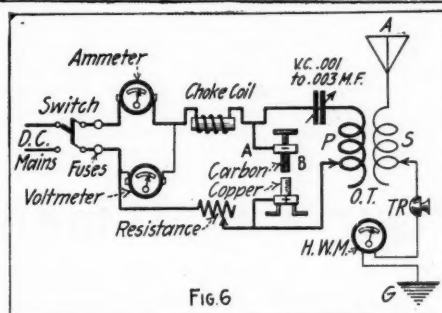 Ammeter
A
V.C. .001
to .003 M.F.
Choke Coil
Switch
D.C.
Mains
Fuses
A
B
P
S
Carbon
Copper
Voltmeter
Resistance
O.T.
TR
H.W.M.
G
FIG. 6